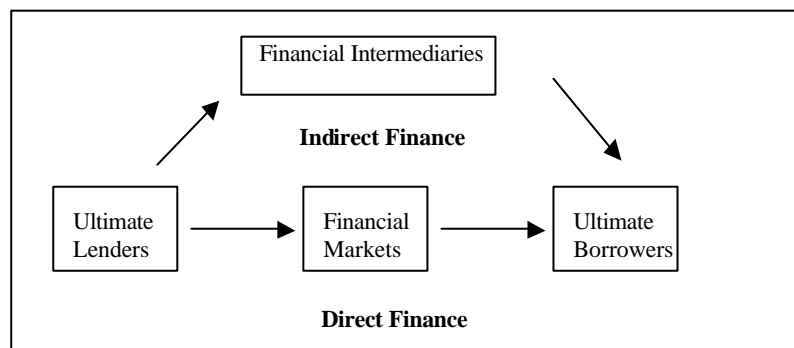 Financial Intermediaries
Indirect Finance
Ultimate
Lenders
Financial
Markets
Ultimate
Borrowers
Direct Finance